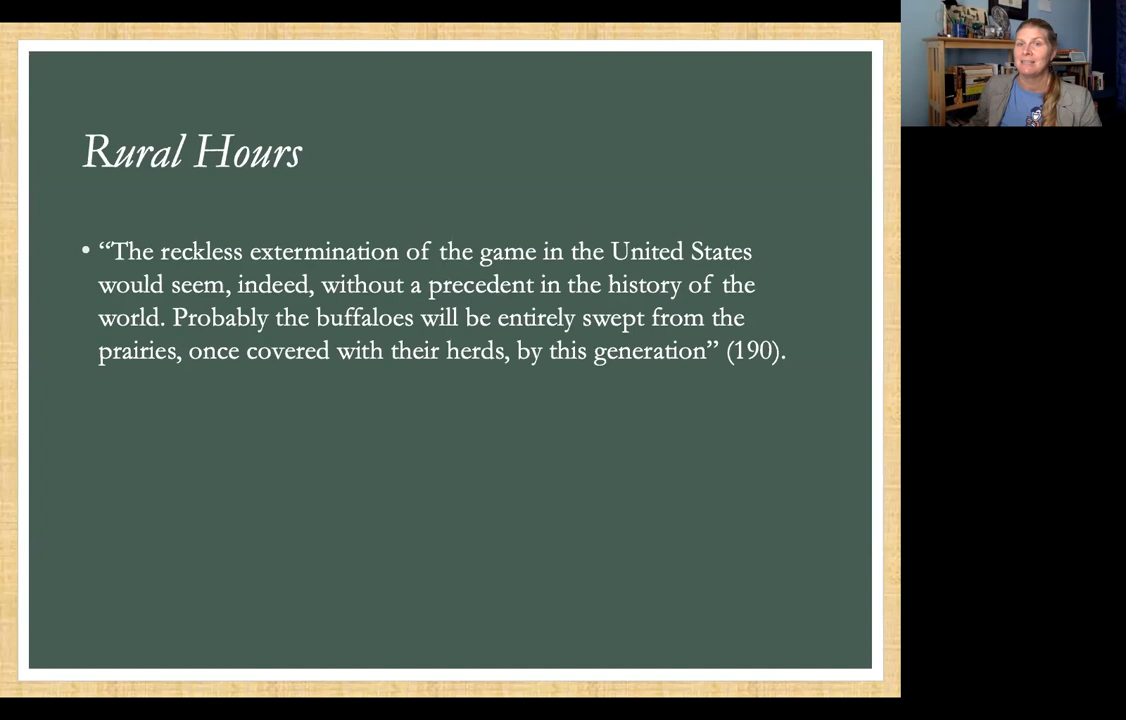 Rural Hours
• “The reckless extermination of the game in the United States
would seem, indeed, without a precedent in the history of the
world. Probably the buffaloes will be entirely swept from the
prairies, once covered with their herds, by this generation” (190).